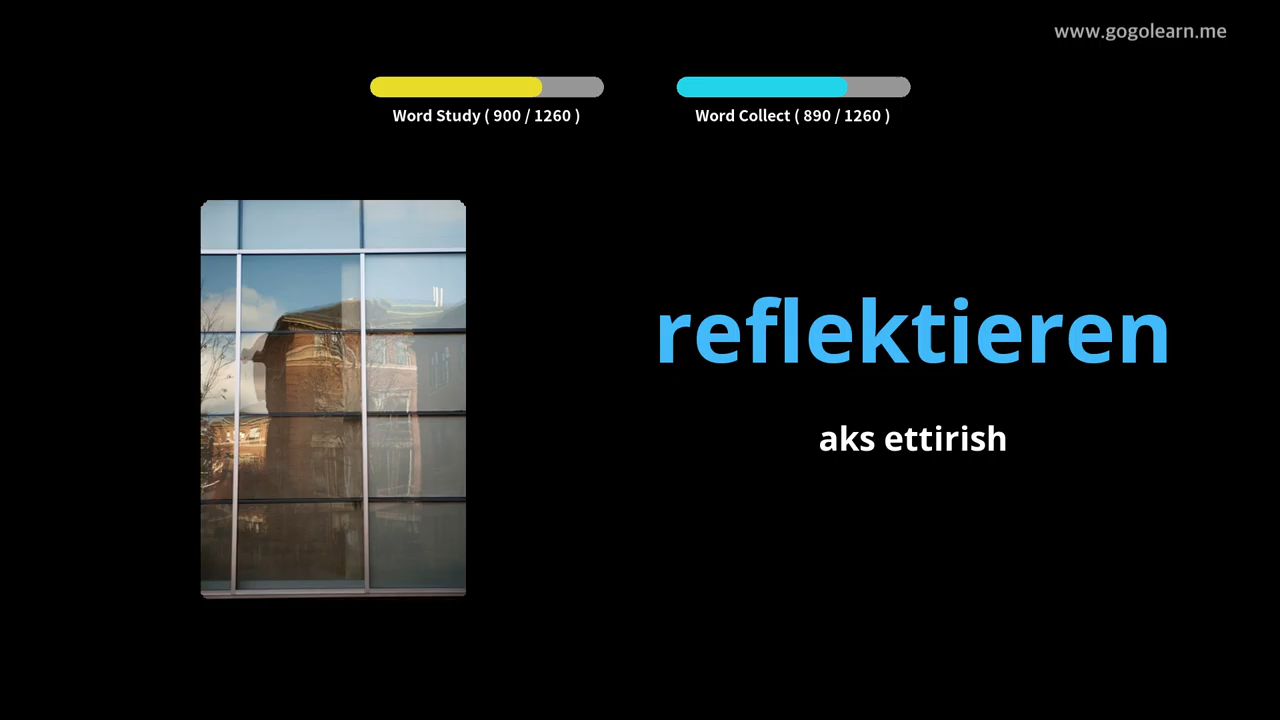 www.gogolearn.me
Word Study ( 900 / 1260 )
Word Collect ( 890 / 1260 )
reflektieren
aks ettirish